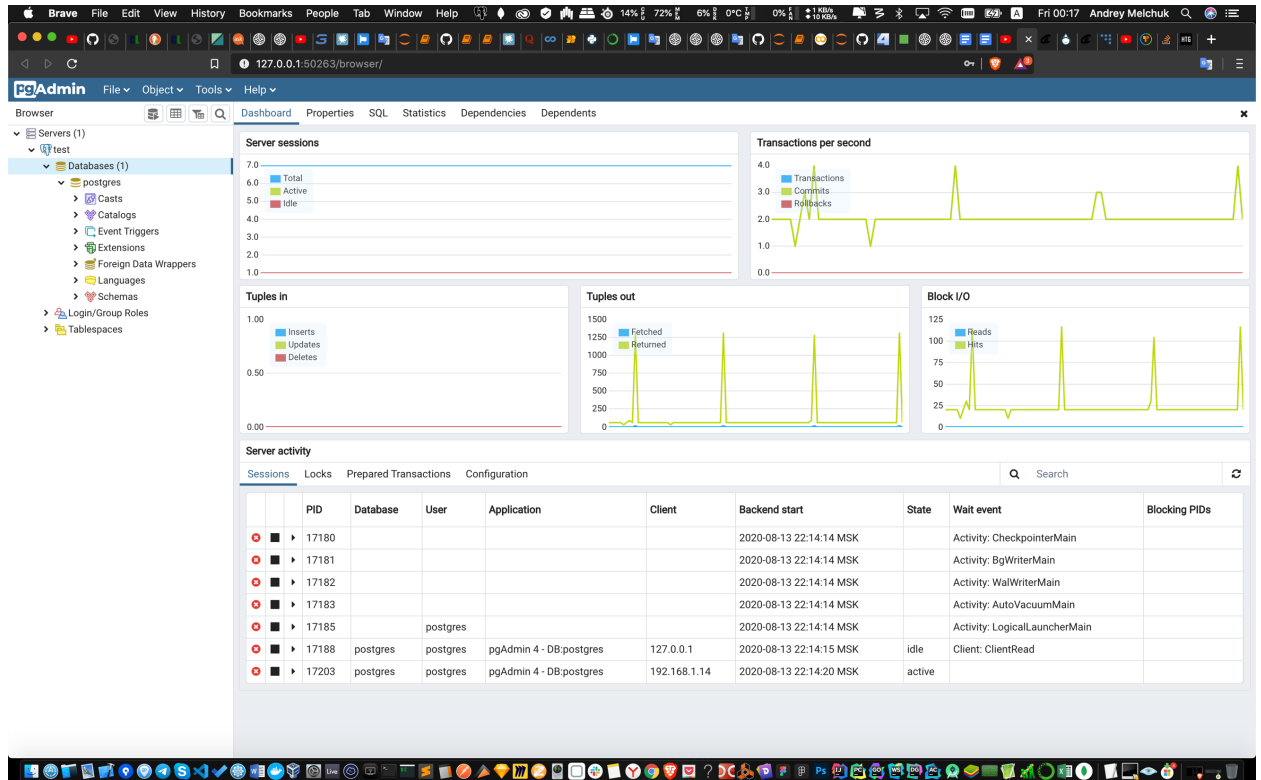 Brave File Edit View History Bookmarks People Tab Window Help 14% 72% 6% 0°C 0% 1 KB/s 10 KB/s A Fri 00:17 Andrey Melchuk
127.0.0.1:50263/browser/
pgAdmin File Object Tools Help
Browser
Dashboard Properties SQL Statistics Dependencies Dependents
Servers (1)
test
Databases (1)
postgres
Casts
Catalogs
Event Triggers
Extensions
Foreign Data Wrappers
Languages
Schemas
Login/Group Roles
Tablespaces
Server sessions
7.0
6.0
5.0
4.0
3.0
2.0
1.0
Total
Active
Idle
Transactions per second
4.0
3.0
2.0
1.0
0.0
Transactions
Commits
Rollbacks
Tuples in
1.00
0.50
0.00
Inserts
Updates
Deletes
Tuples out
1500
1250
1000
750
500
250
0
Fetched
Returned
Block I/O
125
100
75
50
25
0
Reads
Hits
Server activity
Sessions Locks Prepared Transactions Configuration Search
PID Database User Application Client Backend start State Wait event Blocking PIDs
17180 2020-08-13 22:14:14 MSK Activity: CheckpointerMain
17181 2020-08-13 22:14:14 MSK Activity: BgWriterMain
17182 2020-08-13 22:14:14 MSK Activity: WalWriterMain
17183 2020-08-13 22:14:14 MSK Activity: AutoVacuumMain
17185 postgres 2020-08-13 22:14:14 MSK Activity: LogicalLauncherMain
17188 postgres postgres pgAdmin 4 - DB:postgres 127.0.0.1 2020-08-13 22:14:15 MSK idle Client: ClientRead
17203 postgres postgres pgAdmin 4 - DB:postgres 192.168.1.14 2020-08-13 22:14:20 MSK active